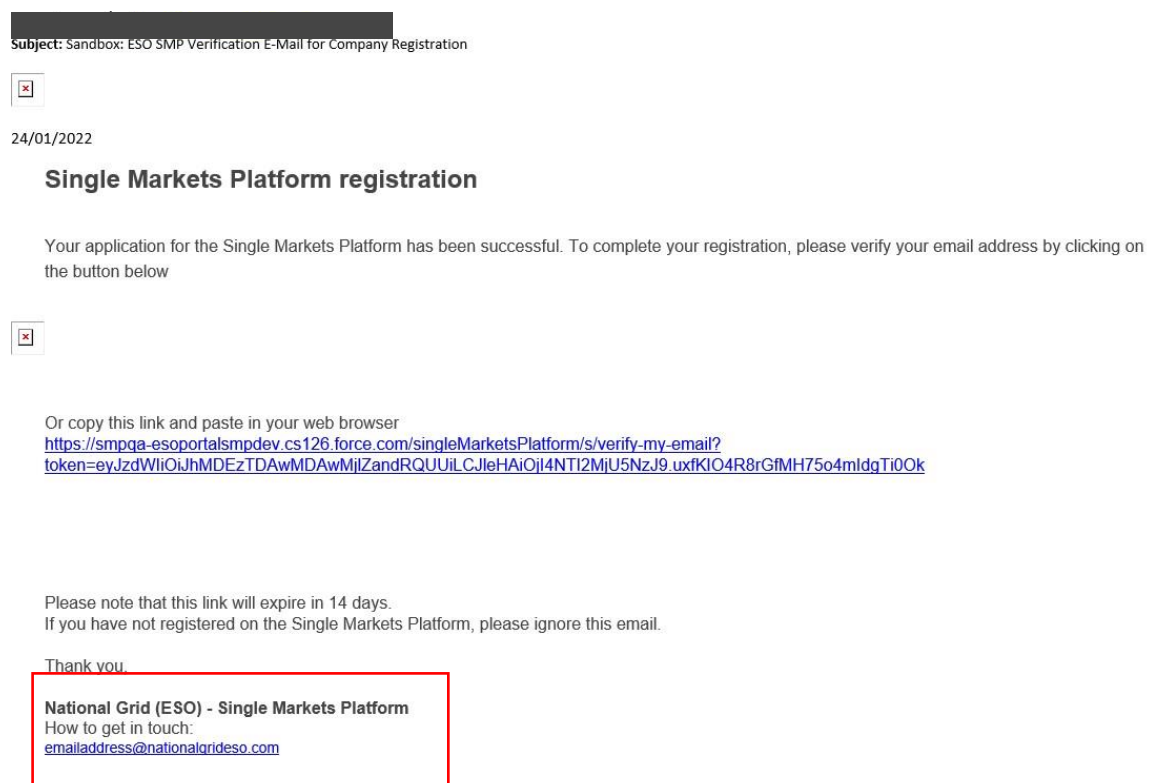 Subject: Sandbox: ESO SMP Verification E-Mail for Company Registration
24/01/2022
Single Markets Platform registration
Your application for the Single Markets Platform has been successful. To complete your registration, please verify your email address by clicking on
the button below
Or copy this link and paste in your web browser
https://smpqa-esoportalsmpdev.cs126.force.com/singleMarketsPlatform/s/verify-my-email?
token=eyJzdWIiOiJhMDEzTDAwMDAwMjlZandRQUUiLCJleHAiOjI4NTI2MjU5NzJ9.uxfKIO4R8rGfMH75o4mIdgTi0Ok
Please note that this link will expire in 14 days.
If you have not registered on the Single Markets Platform, please ignore this email.
Thank you.
National Grid (ESO) - Single Markets Platform
How to get in touch:
emailaddress@nationalgrideso.com